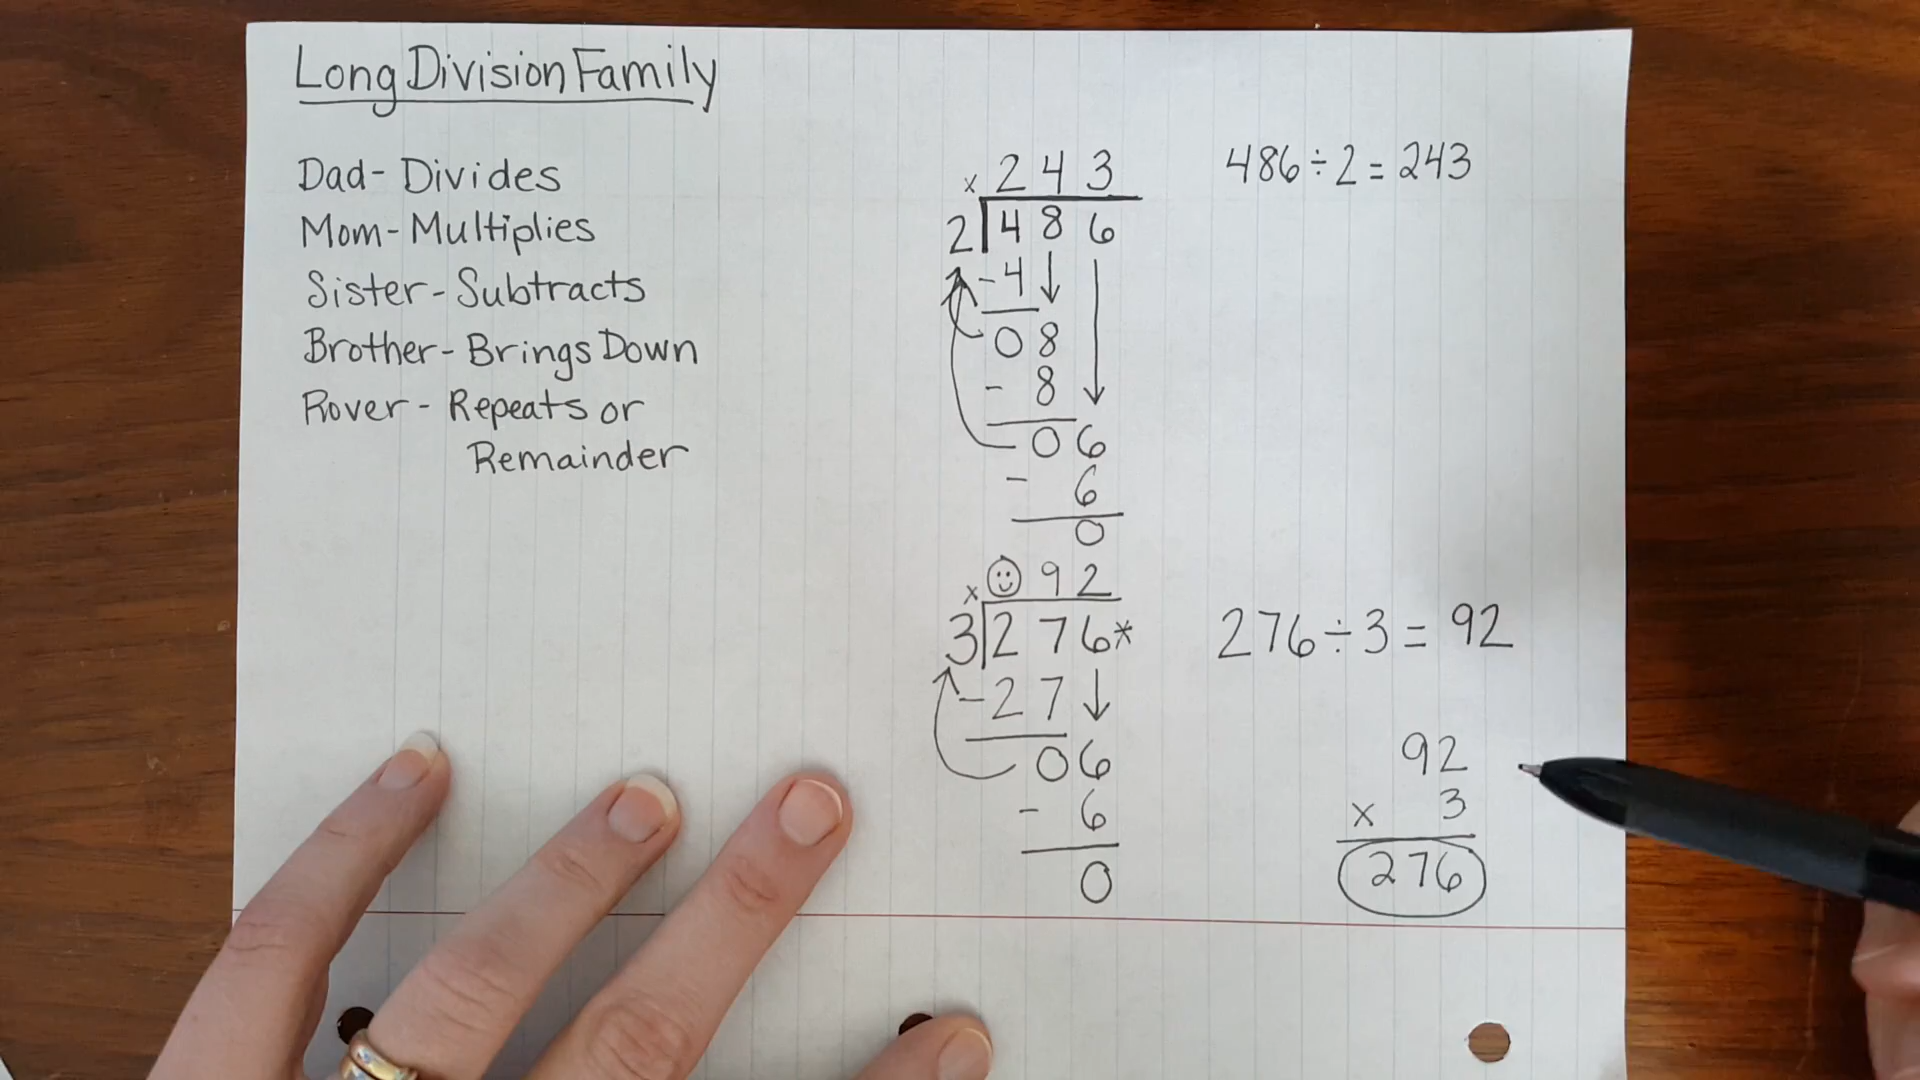 Long Division Family
Dad- Divides
Mom- Multiplies
Sister- Subtracts
Brother- Brings Down
Rover- Repeats or
Remainder
x 2 4 3
2 4 8 6
-4
0 8
- 8
0 6
- 6
0
486 ÷ 2 = 243
x ☺ 9 2
3 2 7 6*
-2 7
0 6
- 6
0
276 ÷ 3 = 92
92
x 3
276